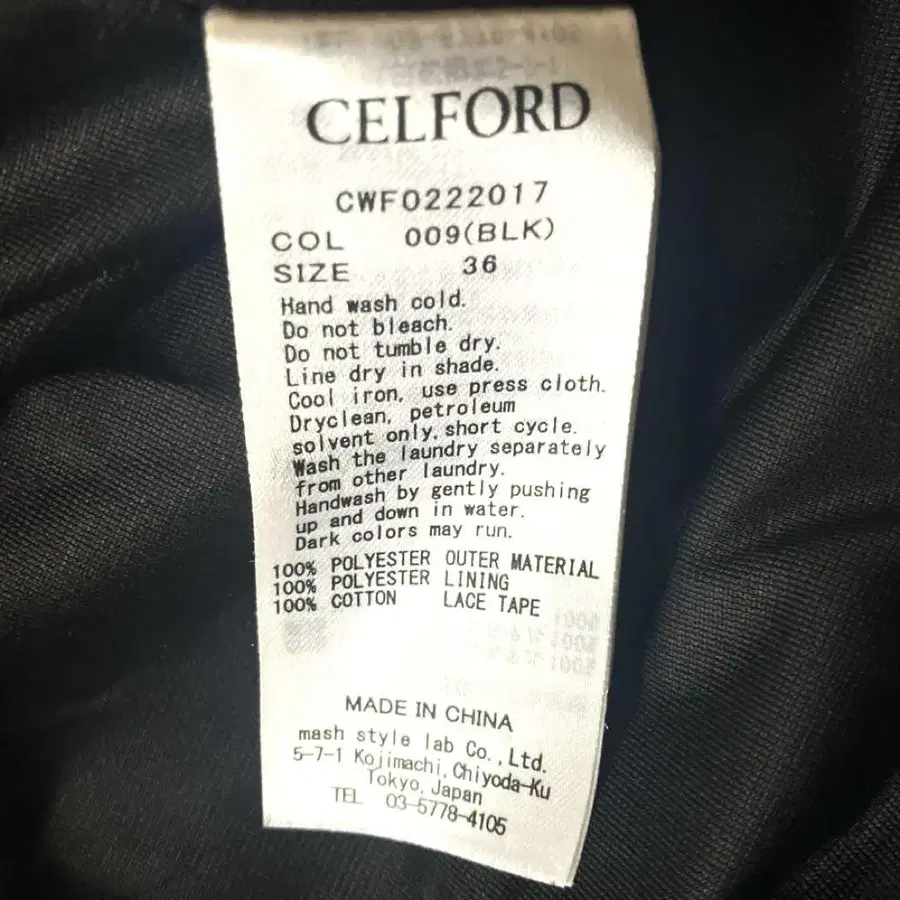 CELFORD
CWF0222017
COL 009(BLK)
SIZE 36
Hand wash cold.
Do not bleach.
Do not tumble dry.
Line dry in shade.
Cool iron, use press cloth.
Dryclean, petroleum
solvent only, short cycle.
Wash the laundry separately
from other laundry.
Handwash by gently pushing
up and down in water.
Dark colors may run.
100% POLYESTER OUTER MATERIAL
100% POLYESTER LINING
100% COTTON LACE TAPE
MADE IN CHINA
mash style lab Co.,Ltd.
5-7-1 Kojimachi,Chiyoda-Ku
Tokyo,Japan
TEL 03-5778-4105